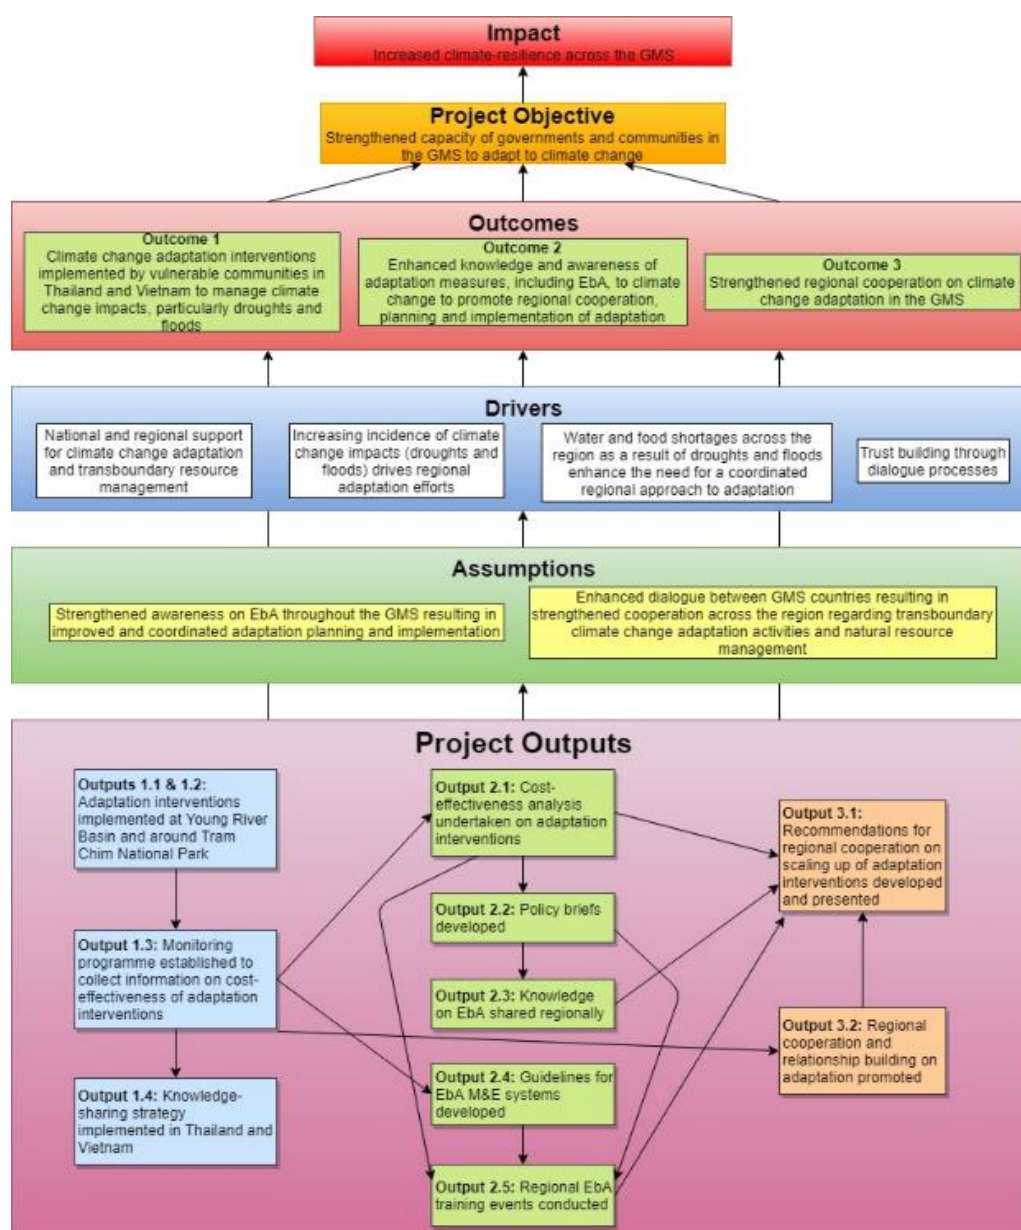 Impact
Increased climate-resilience across the GMS
Project Objective
Strengthened capacity of governments and communities in
the GMS to adapt to climate change
Outcomes
Outcome 1
Climate change adaptation interventions
implemented by vulnerable communities in
Thailand and Vietnam to manage climate
change impacts, particularly droughts and
floods
Outcome 2
Enhanced knowledge and awareness of
adaptation measures, including EbA, to climate
change to promote regional cooperation,
planning and implementation of adaptation
Outcome 3
Strengthened regional cooperation on climate
change adaptation in the GMS
Drivers
National and regional support
for climate change adaptation
and transboundary resource
management
Increasing incidence of climate
change impacts (droughts and
floods) drives regional
adaptation efforts
Water and food shortages across the
region as a result of droughts and floods
enhance the need for a coordinated
regional approach to adaptation
Trust building through
dialogue processes
Assumptions
Strengthened awareness on EbA throughout the GMS resulting in
improved and coordinated adaptation planning and implementation
Enhanced dialogue between GMS countries resulting in
strengthened cooperation across the region regarding transboundary
climate change adaptation activities and natural resource
management
Project Outputs
Outputs 1.1 & 1.2:
Adaptation interventions
implemented at Young River
Basin and around Tram
Chim National Park
Output 1.3: Monitoring
programme established to
collect information on cost-
effectiveness of adaptation
interventions
Output 1.4: Knowledge-
sharing strategy
implemented in Thailand and
Vietnam
Output 2.1: Cost-
effectiveness analysis
undertaken on adaptation
interventions
Output 2.2: Policy briefs
developed
Output 2.3: Knowledge
on EbA shared regionally
Output 2.4: Guidelines for
EbA M&E systems
developed
Output 2.5: Regional EbA
training events conducted
Output 3.1:
Recommendations for
regional cooperation on
scaling up of adaptation
interventions developed
and presented
Output 3.2: Regional
cooperation and
relationship building on
adaptation promoted